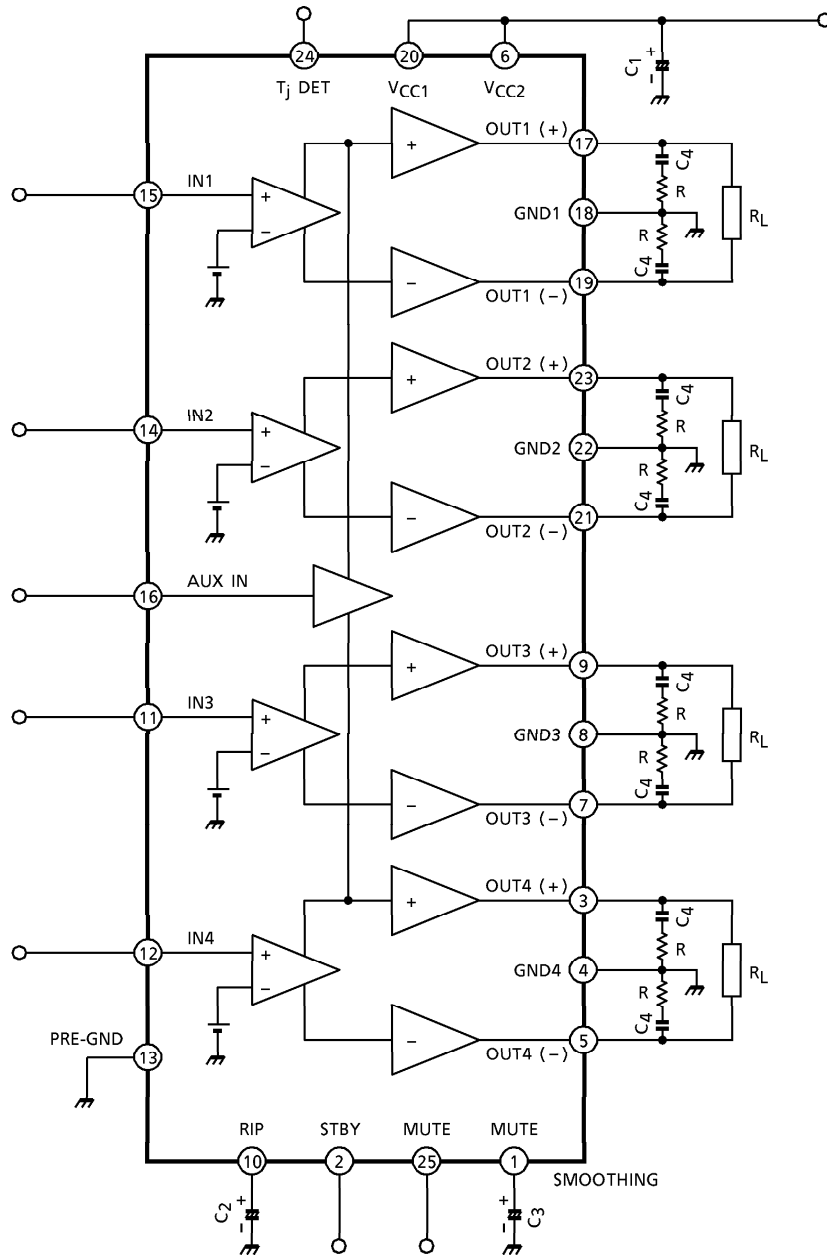 24 20 6
Tj DET VCC1 VCC2
C1 + -
15 IN1
+ -
+
OUT1 (+) 17
C4
R
GND1 18
RL
R
C4
-
OUT1 (-) 19
14 IN2
+ -
+
OUT2 (+) 23
C4
R
GND2 22
RL
R
C4
-
OUT2 (-) 21
16 AUX IN
11 IN3
+ -
+
OUT3 (+) 9
C4
R
GND3 8
RL
R
C4
-
OUT3 (-) 7
12 IN4
+ -
+
OUT4 (+) 3
C4
R
GND4 4
RL
R
C4
-
OUT4 (-) 5
PRE-GND
13
RIP STBY MUTE MUTE
10 2 25 1
SMOOTHING
C2 + -
+ - C3